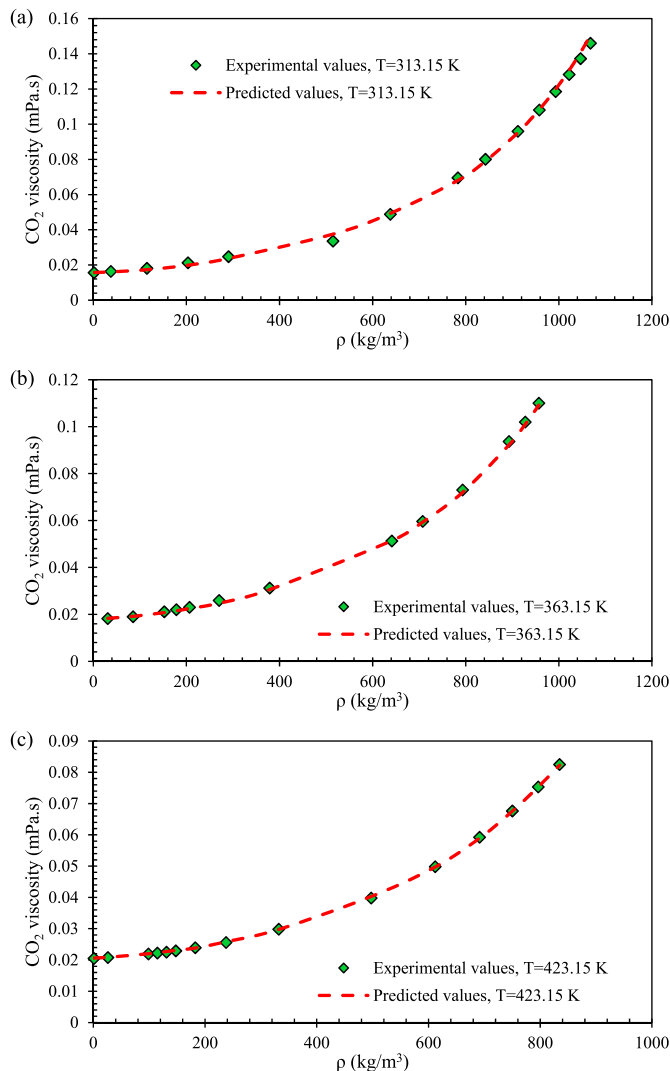 (a)
0.16
0.14
0.12
0.1
0.08
0.06
0.04
0.02
0
CO₂ viscosity (mPa.s)
Experimental values, T=313.15 K
Predicted values, T=313.15 K
0 200 400 600 800 1000 1200
ρ (kg/m³)
(b)
0.12
0.1
0.08
0.06
0.04
0.02
0
CO₂ viscosity (mPa.s)
Experimental values, T=363.15 K
Predicted values, T=363.15 K
0 200 400 600 800 1000 1200
ρ (kg/m³)
(c)
0.09
0.08
0.07
0.06
0.05
0.04
0.03
0.02
0.01
0.00
CO₂ viscosity (mPa.s)
Experimental values, T=423.15 K
Predicted values, T=423.15 K
0 200 400 600 800 1000
ρ (kg/m³)